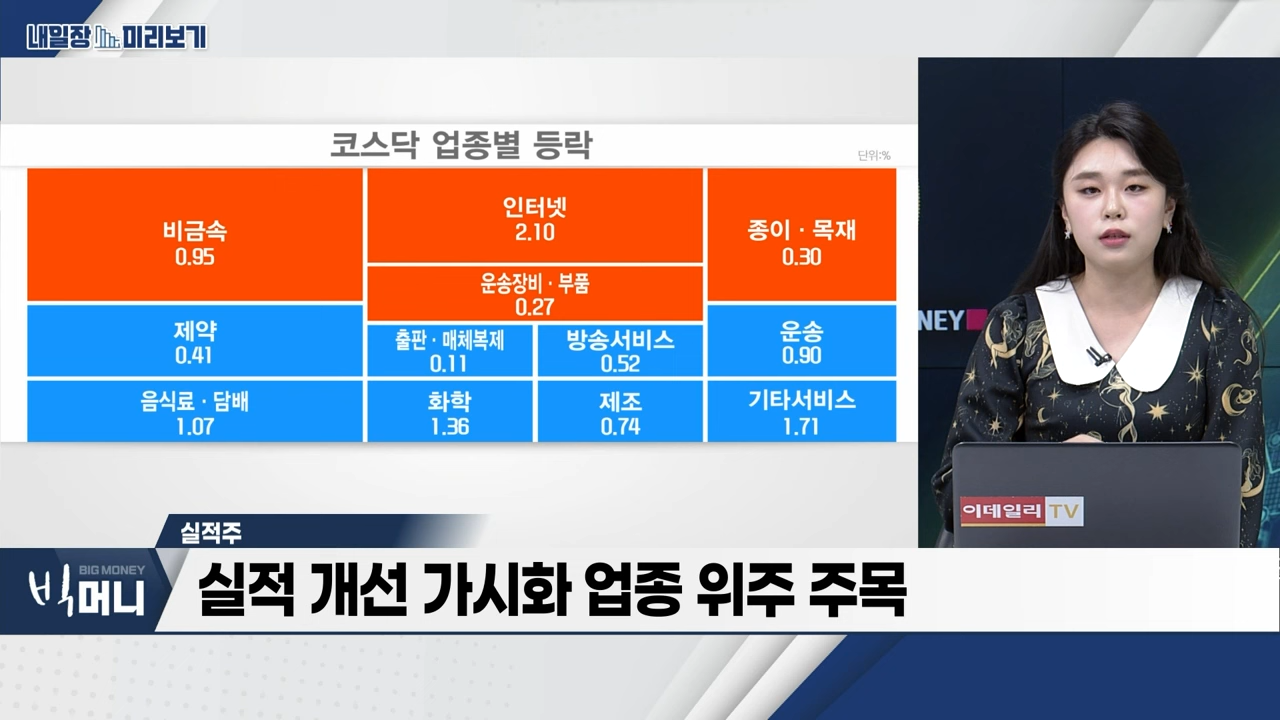 내일장 미리보기
코스닥 업종별 등락
단위:%
비금속
0.95
인터넷
2.10
종이·목재
0.30
운송장비·부품
0.27
제약
0.41
출판·매체복제
0.11
방송서비스
0.52
운송
0.90
음식료·담배
1.07
화학
1.36
제조
0.74
기타서비스
1.71
NEY
이데일리 TV
실적주
BIG MONEY
빅머니
실적 개선 가시화 업종 위주 주목